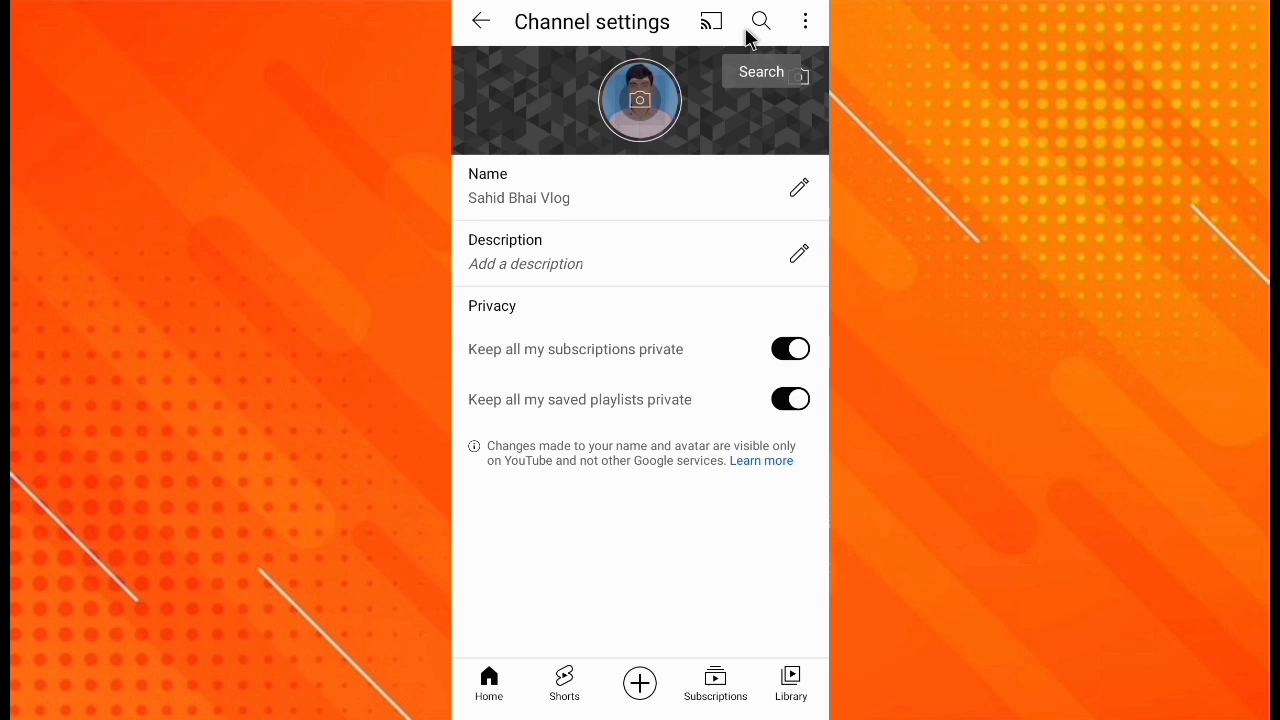 Channel settings
Search
Name
Sahid Bhai Vlog
Description
Add a description
Privacy
Keep all my subscriptions private
Keep all my saved playlists private
Changes made to your name and avatar are visible only
on YouTube and not other Google services. Learn more
Home
Shorts
Subscriptions
Library